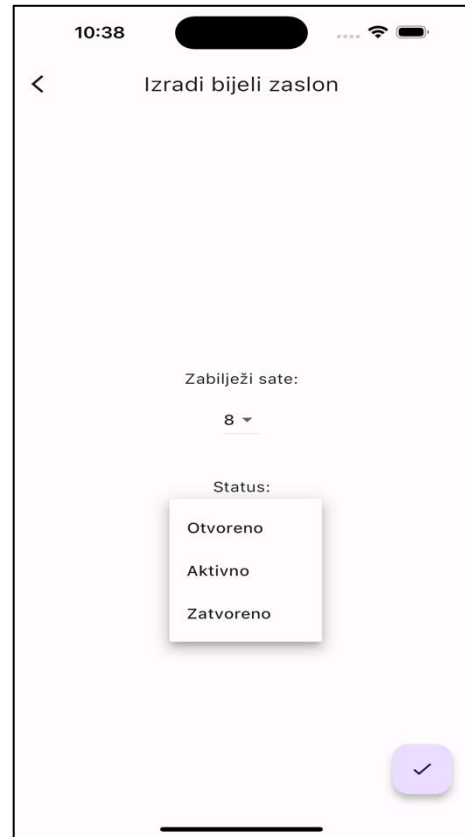 10:38
Izradi bijeli zaslon
Zabilježi sate:
8
Status:
Otvoreno
Aktivno
Zatvoreno